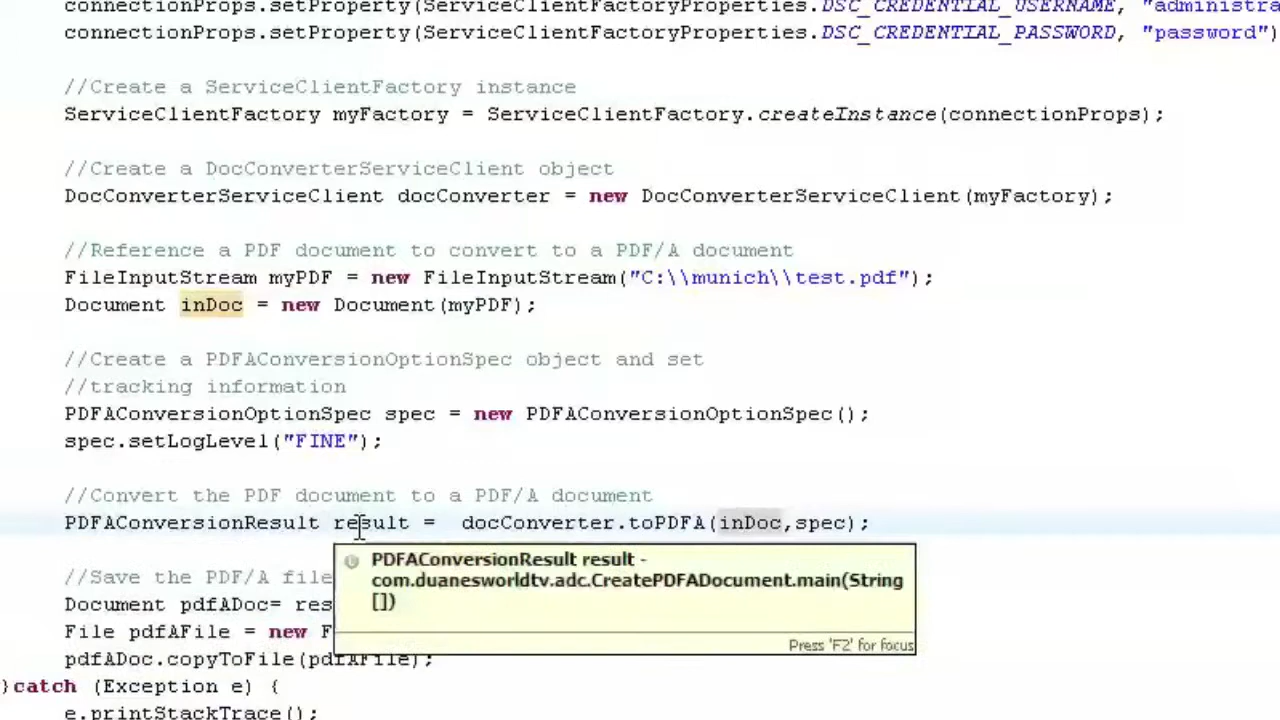 connectionProps.setProperty(ServiceClientFactoryProperties.DSC_CREDENTIAL_USERNAME, "administra
connectionProps.setProperty(ServiceClientFactoryProperties.DSC_CREDENTIAL_PASSWORD, "password")
//Create a ServiceClientFactory instance
ServiceClientFactory myFactory = ServiceClientFactory.createInstance(connectionProps);
//Create a DocConverterServiceClient object
DocConverterServiceClient docConverter = new DocConverterServiceClient(myFactory);
//Reference a PDF document to convert to a PDF/A document
FileInputStream myPDF = new FileInputStream("C:\\munich\\test.pdf");
Document inDoc = new Document(myPDF);
//Create a PDFAConversionOptionSpec object and set
//tracking information
PDFAConversionOptionSpec spec = new PDFAConversionOptionSpec();
spec.setLogLevel("FINE");
//Convert the PDF document to a PDF/A document
PDFAConversionResult result =  docConverter.toPDFA(inDoc,spec);
PDFAConversionResult result -
com.duanesworldtv.adc.CreatePDFADocument.main(String
[])
Press 'F2' for focus
//Save the PDF/A file
Document pdfADoc= res
File pdfAFile = new F
pdfADoc.copyToFile(pdfAFile);
}catch (Exception e) {
e.printStackTrace();